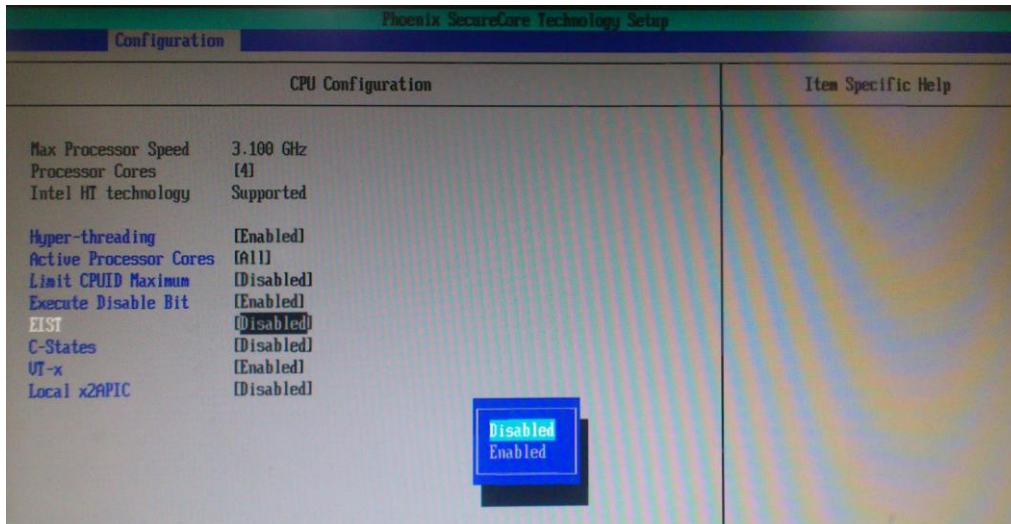 Phoenix SecureCore Technology Setup
Configuration
CPU Configuration
Item Specific Help
Max Processor Speed 3.100 GHz
Processor Cores [4]
Intel HT technology Supported
Hyper-threading [Enabled]
Active Processor Cores [All]
Limit CPUID Maximum [Disabled]
Execute Disable Bit [Enabled]
EIST [Disabled]
C-States [Disabled]
VT-x [Enabled]
Local x2APIC [Disabled]
Disabled
Enabled